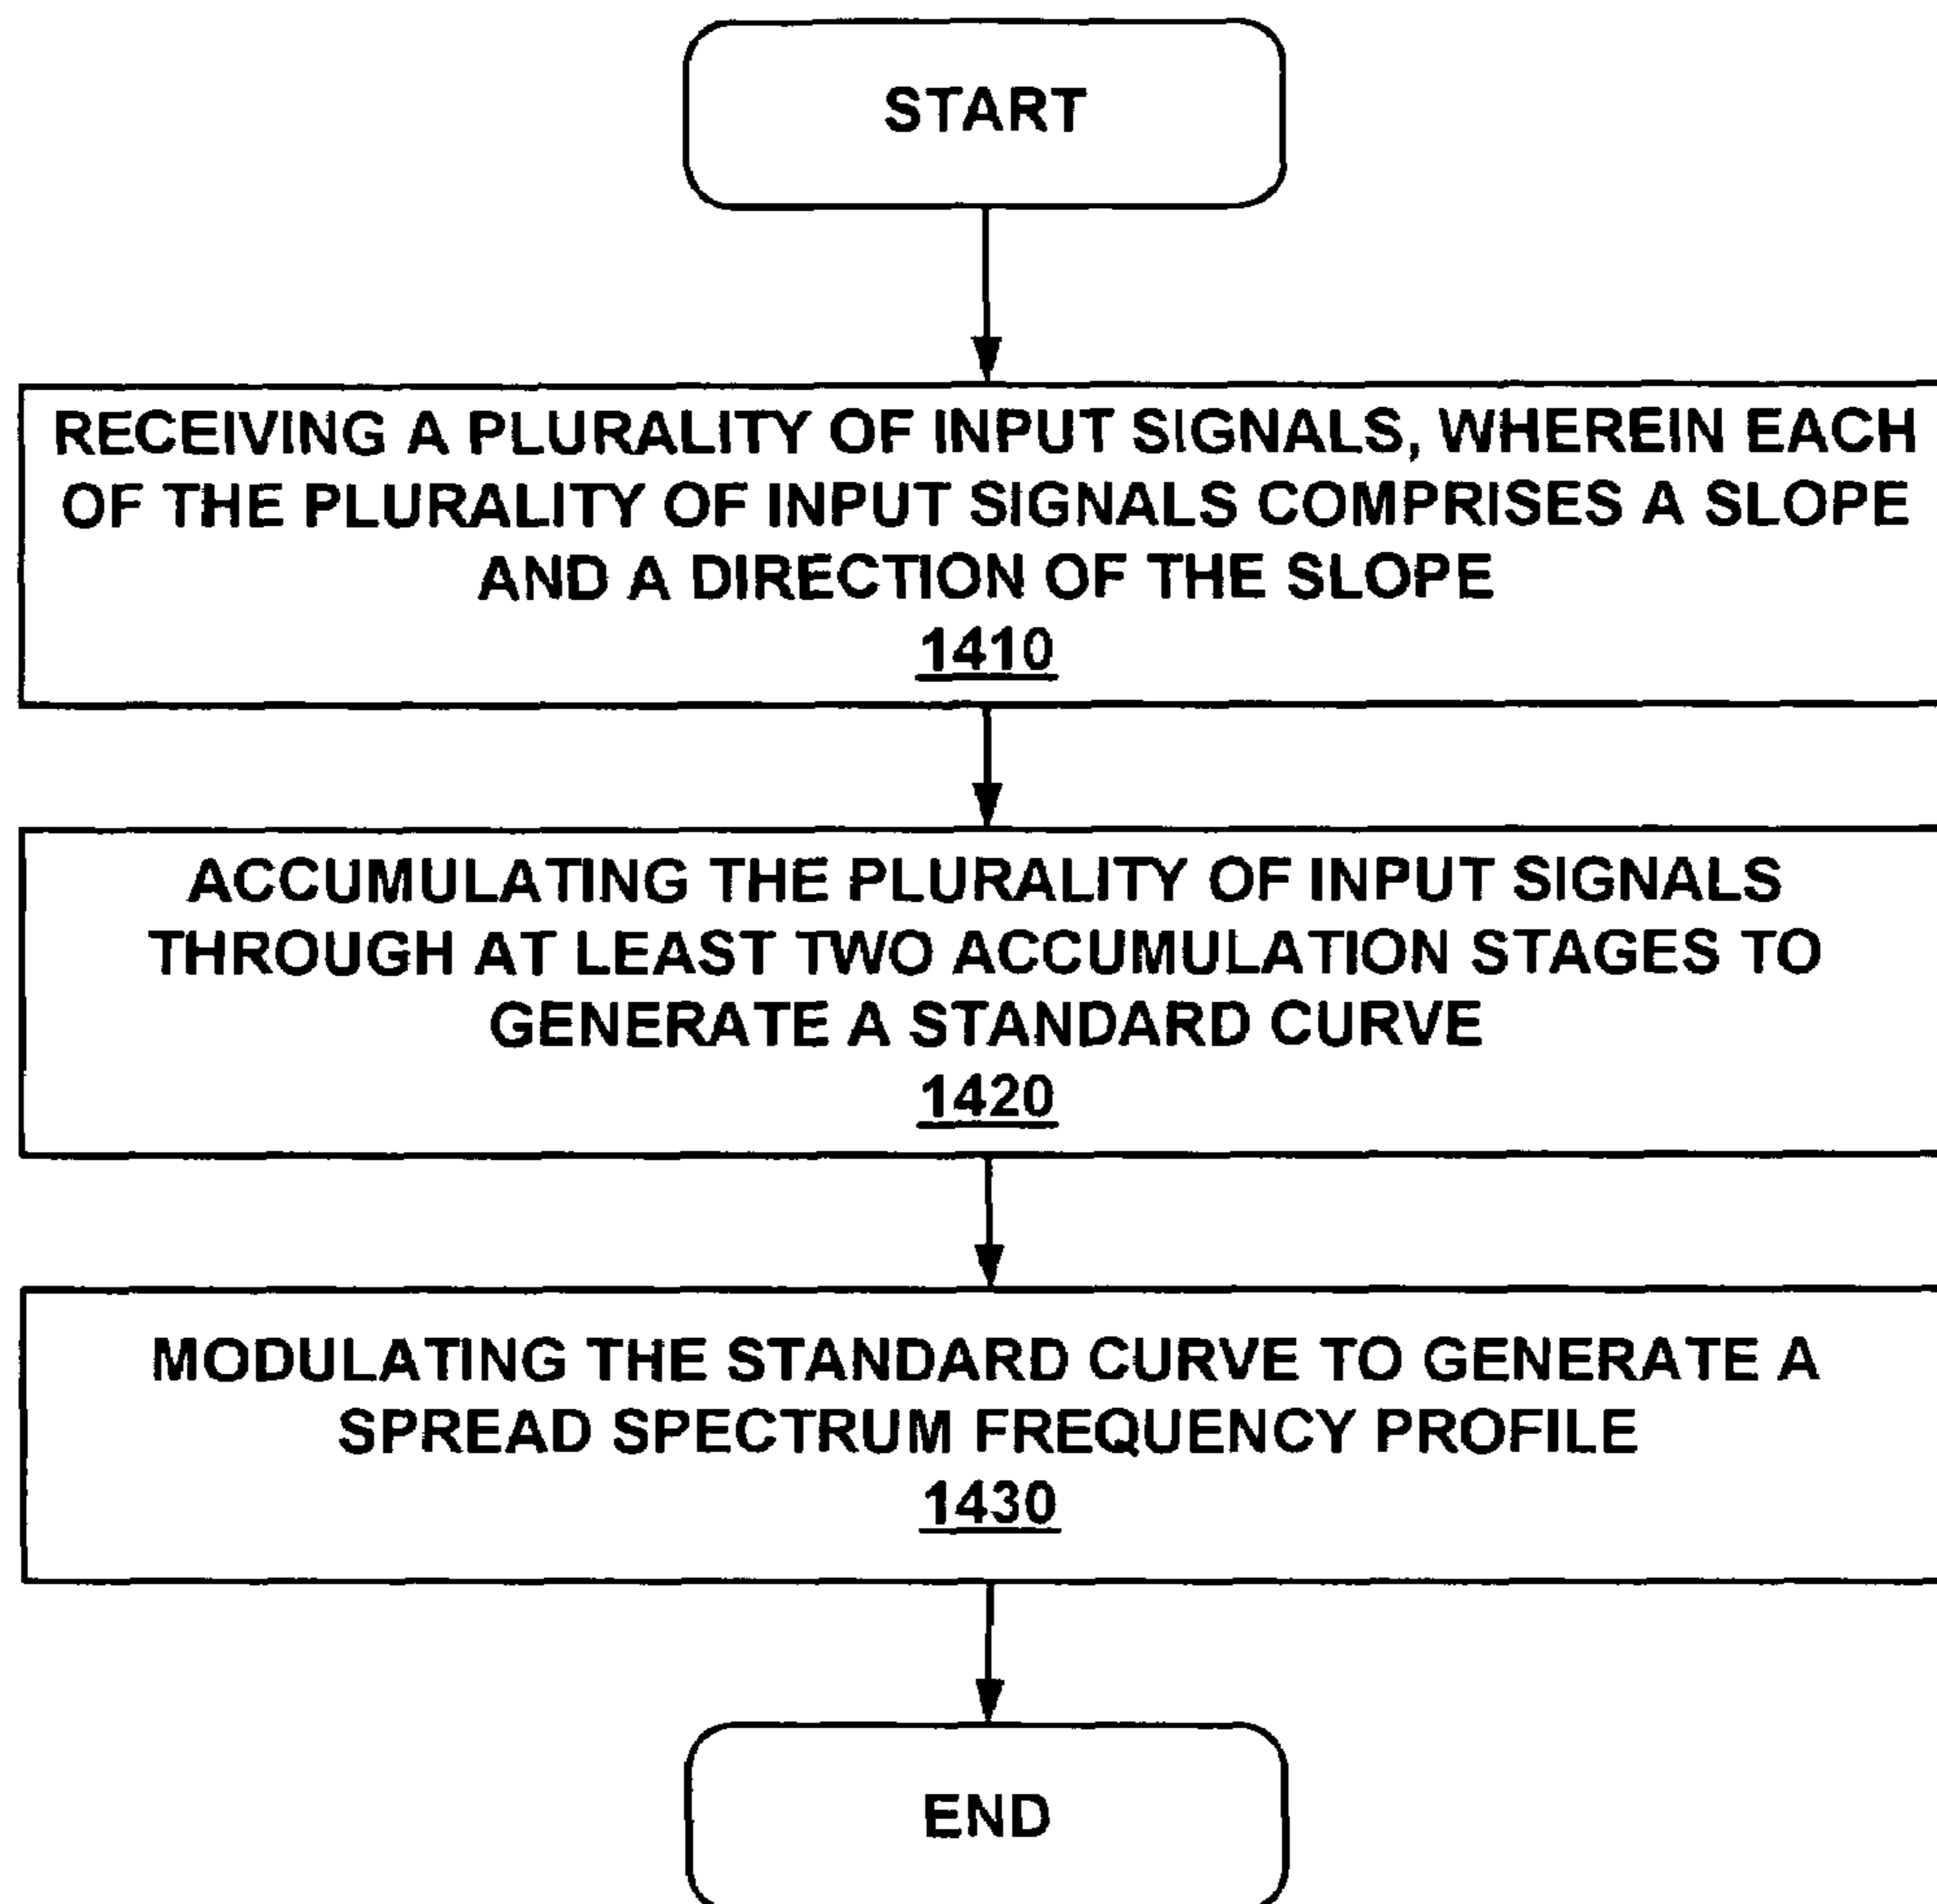 START
RECEIVING A PLURALITY OF INPUT SIGNALS, WHEREIN EACH
OF THE PLURALITY OF INPUT SIGNALS COMPRISES A SLOPE
AND A DIRECTION OF THE SLOPE
1410
ACCUMULATING THE PLURALITY OF INPUT SIGNALS
THROUGH AT LEAST TWO ACCUMULATION STAGES TO
GENERATE A STANDARD CURVE
1420
MODULATING THE STANDARD CURVE TO GENERATE A
SPREAD SPECTRUM FREQUENCY PROFILE
1430
END